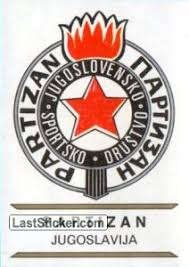 PARTIZAN ПАРТИЗАН
JUGOSLOVENSKO
SPORTSKO DRUŠTVO
LastSticker.com
PARTIZAN
JUGOSLAVIJA